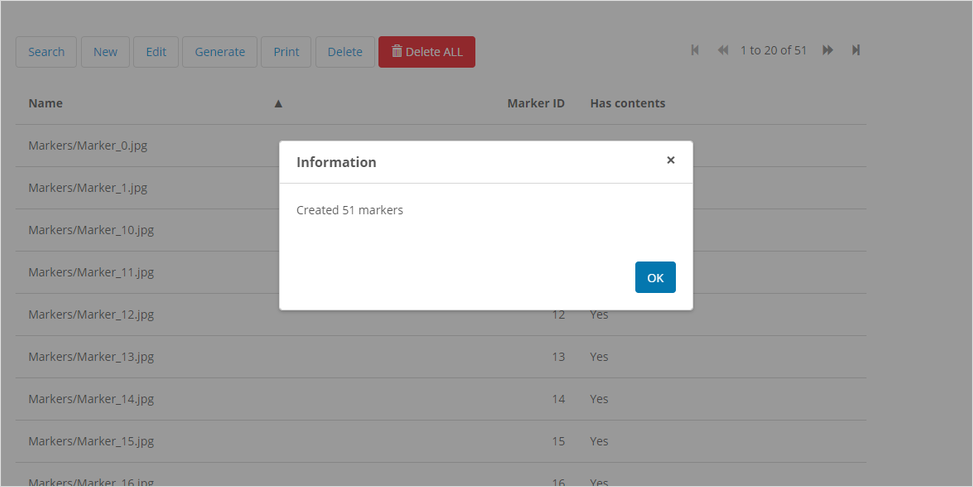 Search New Edit Generate Print Delete Delete ALL 1 to 20 of 51
Name ▲ Marker ID Has contents
Markers/Marker_0.jpg
Information ×
Markers/Marker_1.jpg
Created 51 markers
Markers/Marker_10.jpg
Markers/Marker_11.jpg
OK
Markers/Marker_12.jpg 12 Yes
Markers/Marker_13.jpg 13 Yes
Markers/Marker_14.jpg 14 Yes
Markers/Marker_15.jpg 15 Yes
Markers/Marker_16.jpg 16 Yes